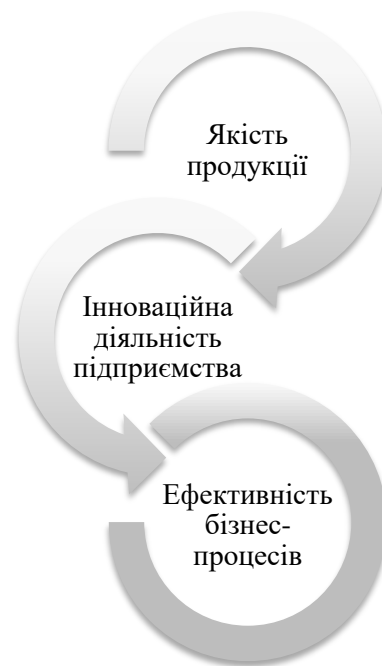 Якість
продукції
Інноваційна
діяльність
підприємства
Ефективність
бізнес-
процесів